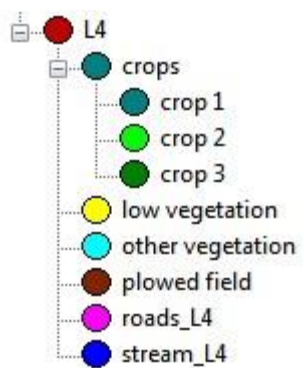 L4
crops
crop 1
crop 2
crop 3
low vegetation
other vegetation
plowed field
roads_L4
stream_L4